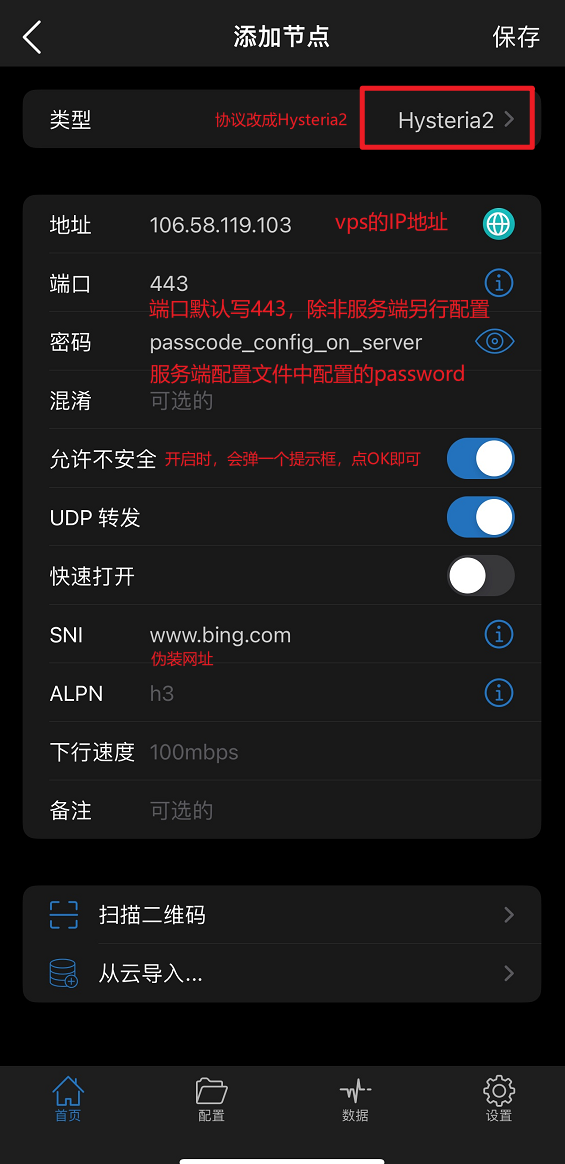 添加节点
保存
类型
协议改成Hysteria2
Hysteria2
地址
106.58.119.103
vps的IP地址
端口
443
端口默认写443，除非服务端另行配置
密码
passcode_config_on_server
服务端配置文件中配置的password
混淆
可选的
允许不安全
开启时，会弹一个提示框，点OK即可
UDP 转发
快速打开
SNI
www.bing.com
伪装网址
ALPN
h3
下行速度
100mbps
备注
可选的
扫描二维码
从云导入...
首页
配置
数据
设置